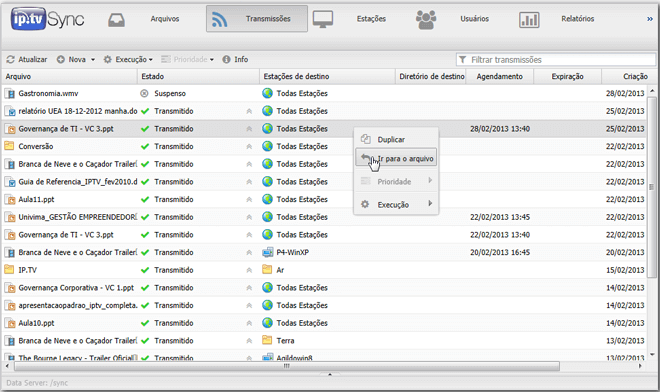 ip.tv Sync Arquivos Transmissões Estações Usuários Relatórios »
Atualizar Nova Execução Prioridade Info Filtrar transmissões
Arquivo Estado Estações de destino Diretório de destino Agendamento Expiração Criação
Gastronomia.wmv Suspenso Todas Estações 28/02/2013
relatório UEA 18-12-2012 manha.do Transmitido Todas Estações 25/02/2013
Governança de TI - VC 3.ppt Transmitido Todas Estações 28/02/2013 13:40 25/02/2013
Duplicar
Conversão Transmitido Todas Estações 22/02/2013
Ir para o arquivo
Branca de Neve e o Caçador Trailer Transmitido Todas Estações 22/02/2013
Guia de Referencia_IPTV_fev2010.d Transmitido Todas Estações 22/02/2013
Prioridade
Aula11.ppt Transmitido Todas Estações 22/02/2013
Execução
Univima_GESTÃO EMPREENDEDORI Transmitido Todas Estações 22/02/2013 13:45 22/02/2013
Governança de TI - VC 3.ppt Transmitido Todas Estações 22/02/2013 13:40 22/02/2013
Branca de Neve e o Caçador Trailer Transmitido P4-WinXP 20/02/2013 16:45 20/02/2013
IP.TV Transmitido Ar 15/02/2013
Governança Corporativa - VC 1.ppt Transmitido Todas Estações 14/02/2013
apresentacaopadrao_iptv_completa. Transmitido Todas Estações 14/02/2013
Aula10.ppt Transmitido Todas Estações 14/02/2013
Branca de Neve e o Caçador Trailer Transmitido Terra 14/02/2013
The Bourne Legacy - Trailer Oficial Transmitido Agildowin8 14/02/2013
Data Server: /sync